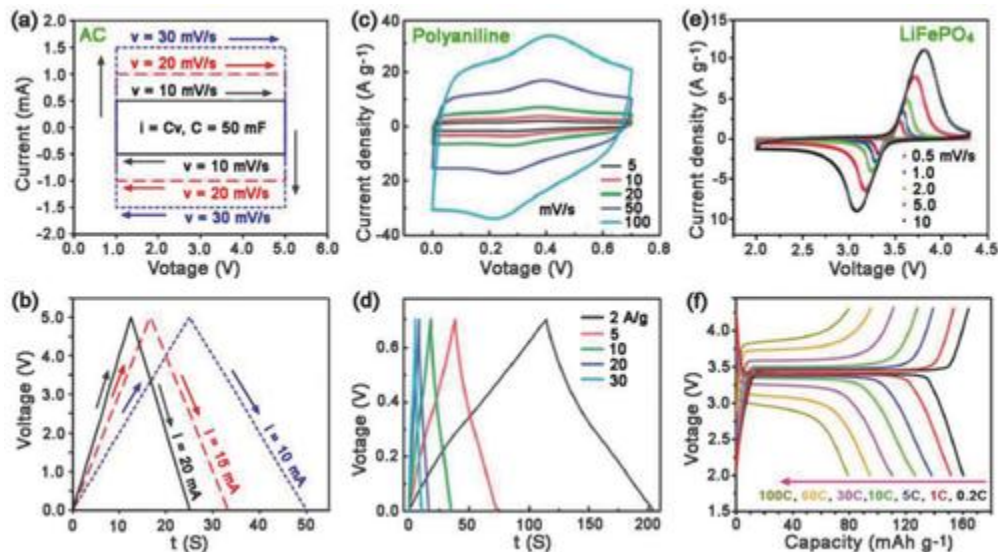 (a) AC
v = 30 mV/s
v = 20 mV/s
v = 10 mV/s
i = Cv, C = 50 mF
v = 10 mV/s
v = 20 mV/s
v = 30 mV/s
Current (mA)
2.0
1.5
1.0
0.5
0.0
-0.5
-1.0
-1.5
-2.0
0.0 1.0 2.0 3.0 4.0 5.0 6.0
Votage (V)
(c)
Polyaniline
Current density (A g-1)
40
20
0
-20
-40
mV/s
5
10
20
50
100
0.0 0.2 0.4 0.6 0.8
Votage (V)
(e)
LiFePO4
Current density (A g-1)
10
5
0
5
10
0.5 mV/s
1.0
2.0
5.0
10
2.0 2.5 3.0 3.5 4.0 4.5
Voltage (V)
(b)
Voltage (V)
5.0
4.0
3.0
2.0
1.0
0.0
i = 20 mA
i = 15 mA
i = 10 mA
0 10 20 30 40 50
t (S)
(d)
Votage (V)
0.6
0.4
0.2
0.0
2 A/g
5
10
20
30
0 50 100 150 200
t (S)
(f)
Votage (V)
4.0
3.5
3.0
2.5
2.0
100C, 60C, 30C, 10C, 5C, 1C, 0.2C
0 40 80 120 160
Capacity (mAh g-1)